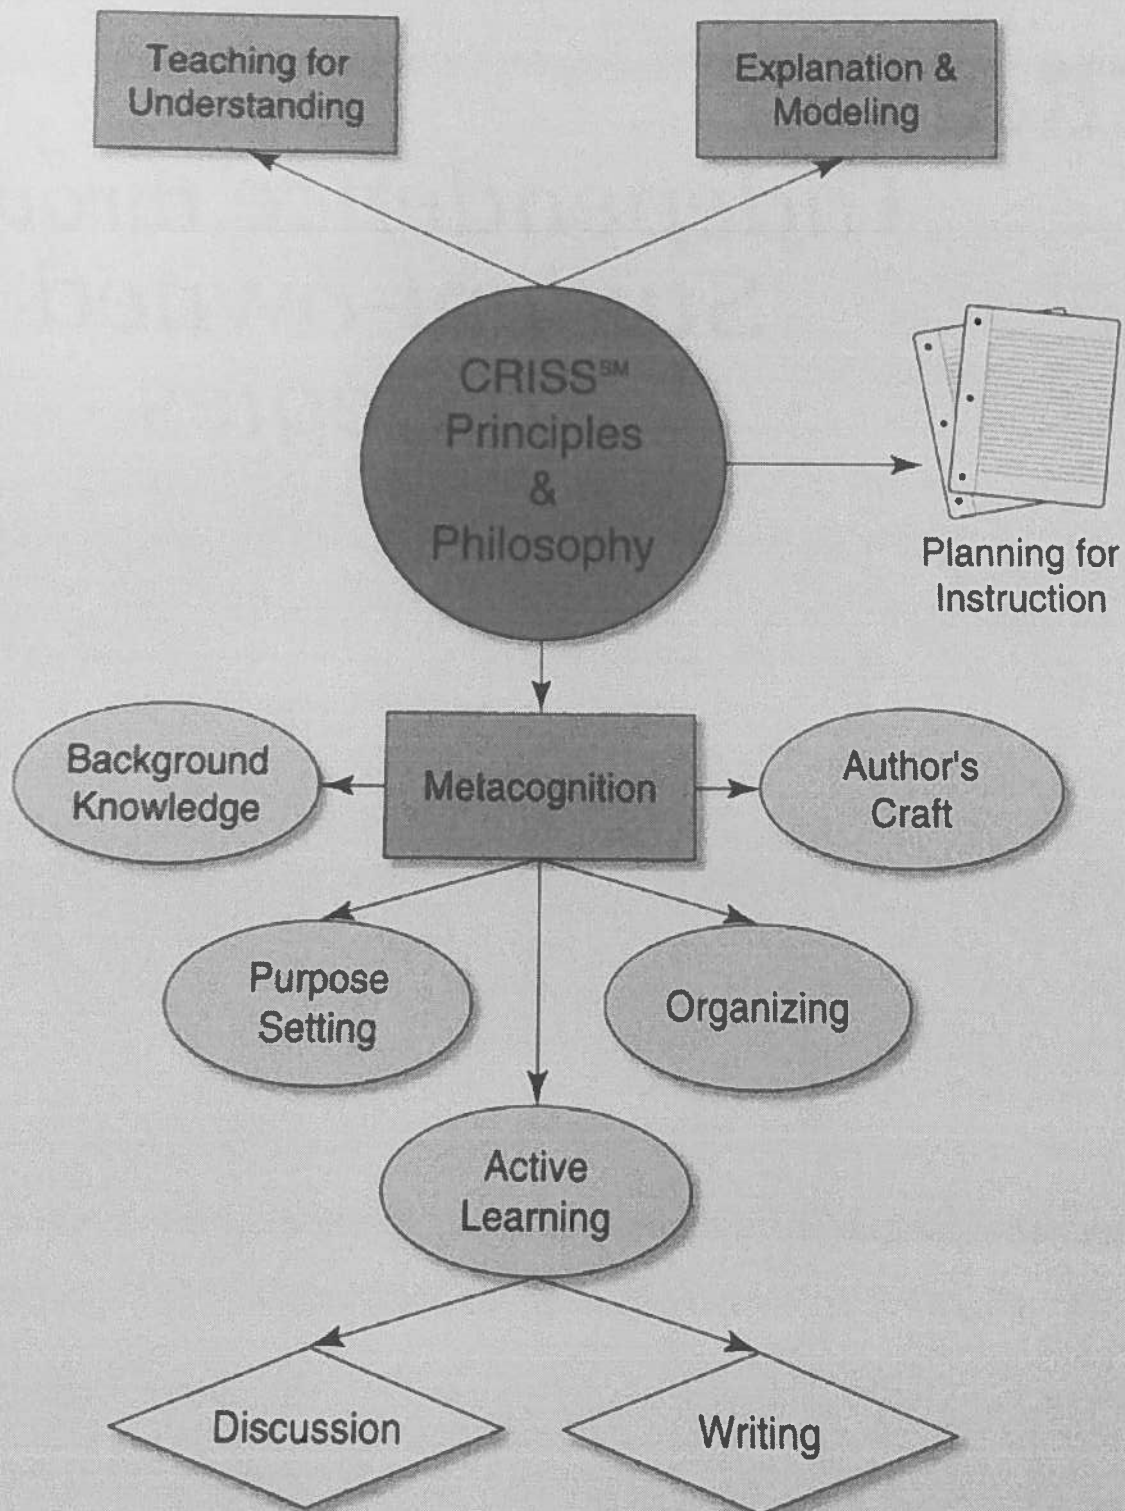 Teaching for
Understanding
Explanation &
Modeling
CRISS℠
Principles
&
Philosophy
Planning for
Instruction
Background
Knowledge
Metacognition
Author's
Craft
Purpose
Setting
Organizing
Active
Learning
Discussion
Writing